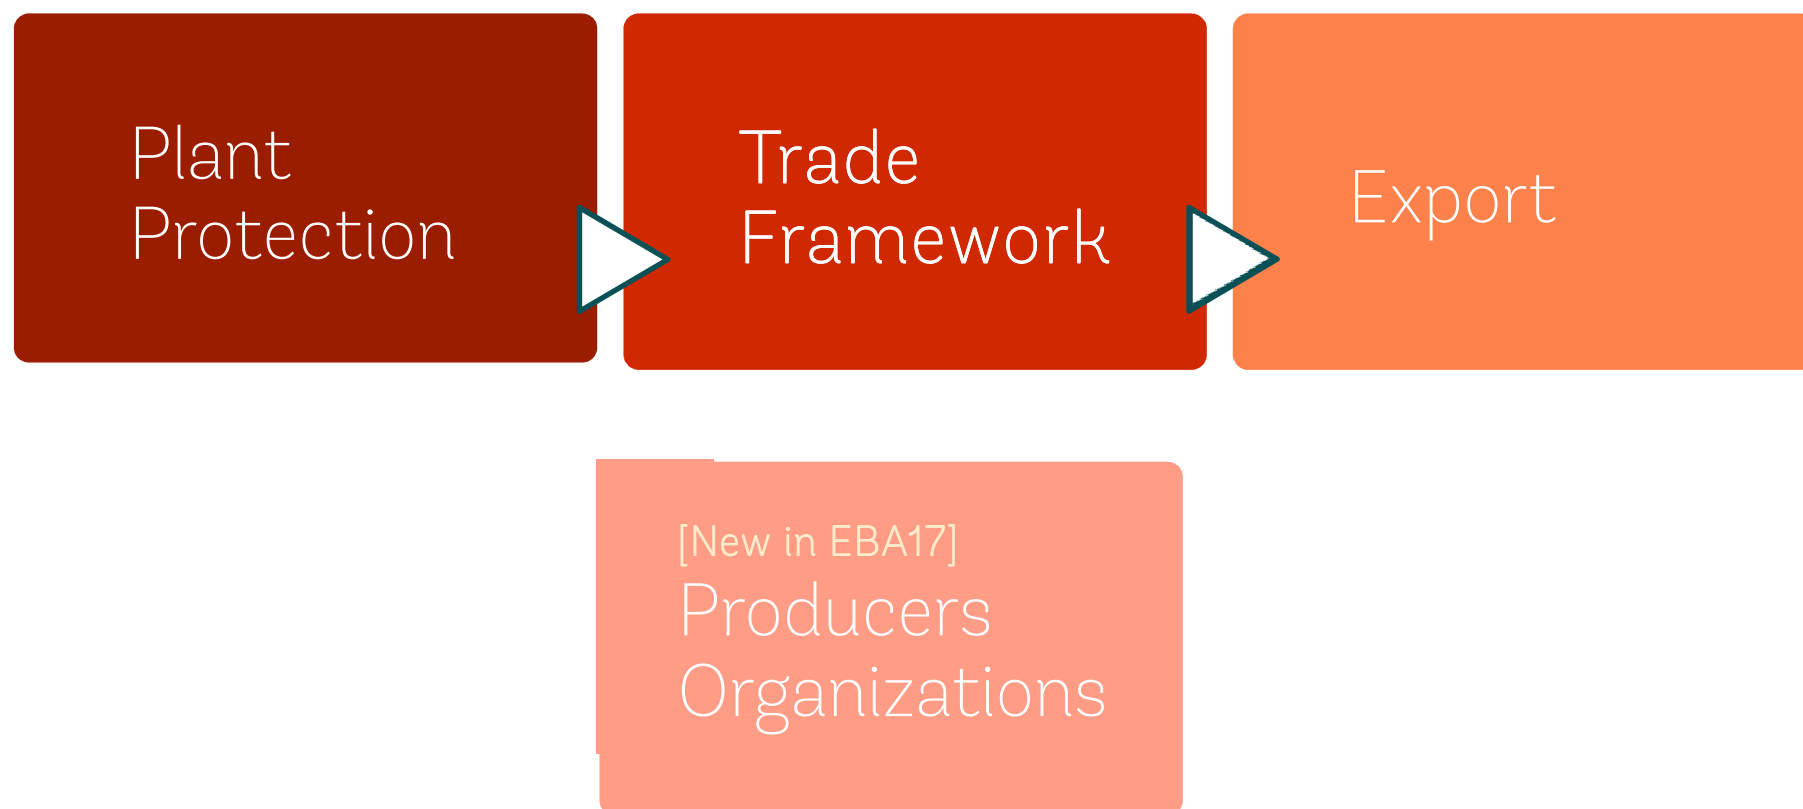 Plant
Protection
Trade
Framework
Export
[New in EBA17]
Producers
Organizations